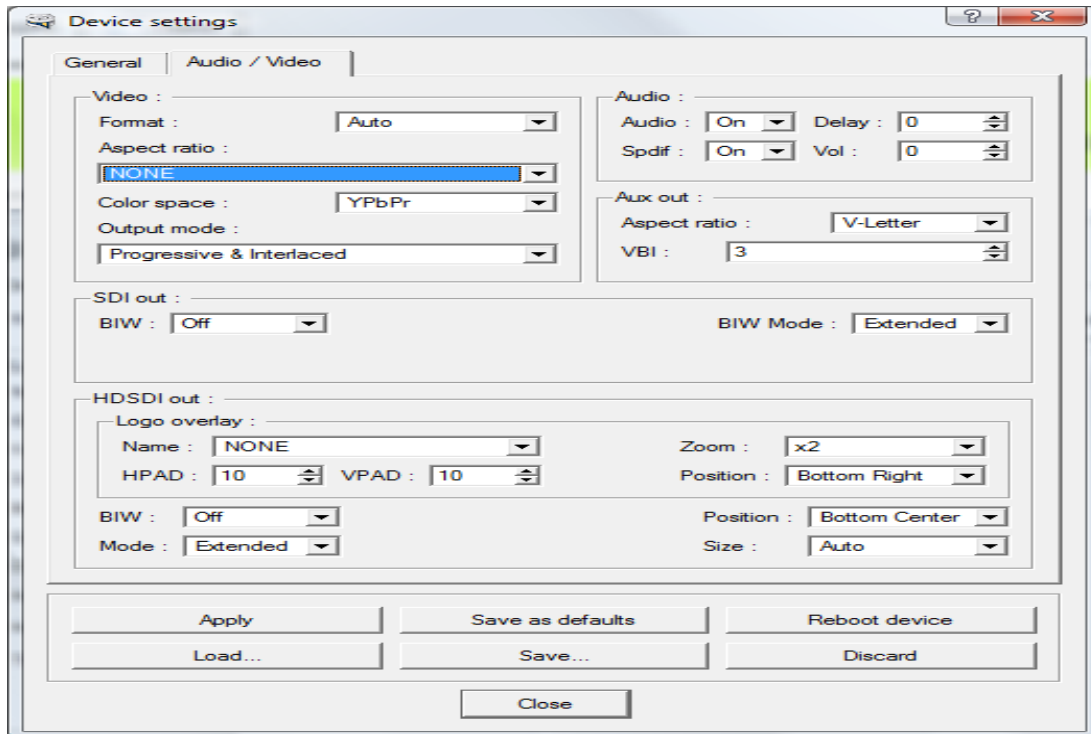 Device settings
General Audio / Video
Video :
Format : Auto
Aspect ratio :
NONE
Color space : YPbPr
Output mode :
Progressive & Interlaced
Audio :
Audio : On Delay : 0
Spdif : On Vol : 0
Aux out :
Aspect ratio : V-Letter
VBI : 3
SDI out :
BIW : Off BIW Mode : Extended
HDSDI out :
Logo overlay :
Name : NONE Zoom : x2
HPAD : 10 VPAD : 10 Position : Bottom Right
BIW : Off Position : Bottom Center
Mode : Extended Size : Auto
Apply Save as defaults Reboot device
Load... Save... Discard
Close